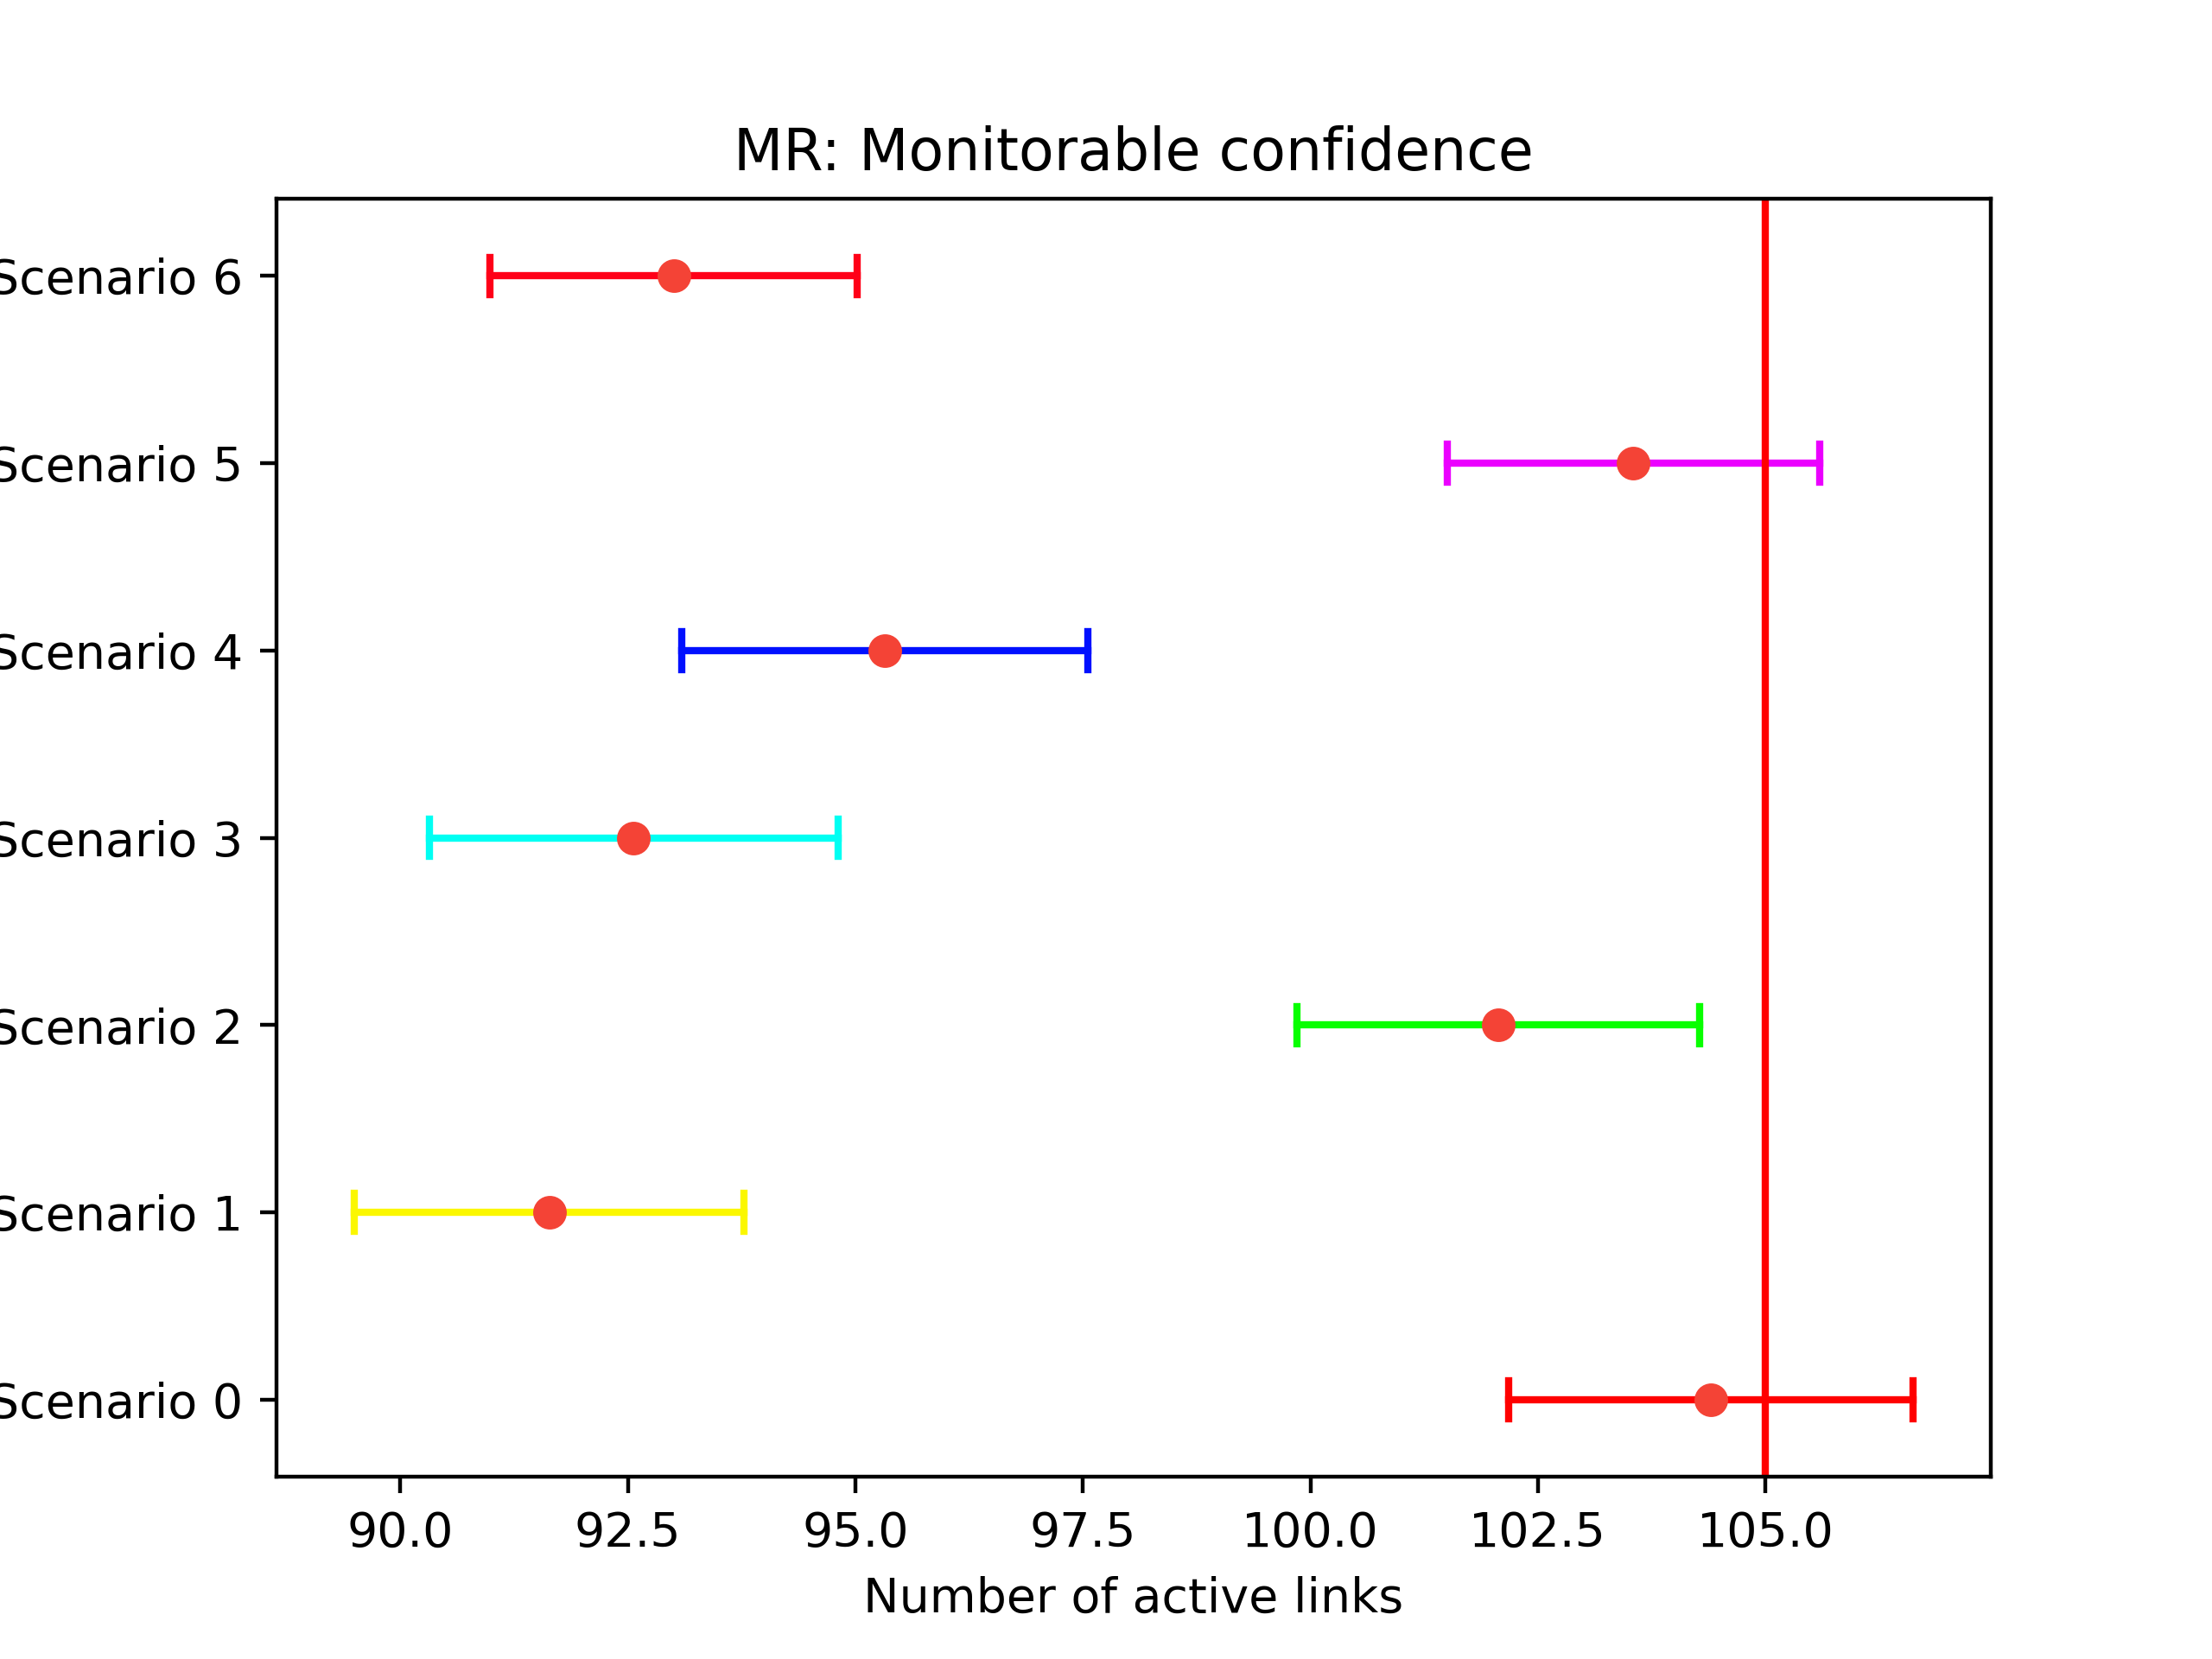 MR: Monitorable confidence
Scenario 6
Scenario 5
Scenario 4
Scenario 3
Scenario 2
Scenario 1
Scenario 0
90.0 92.5 95.0 97.5 100.0 102.5 105.0
Number of active links